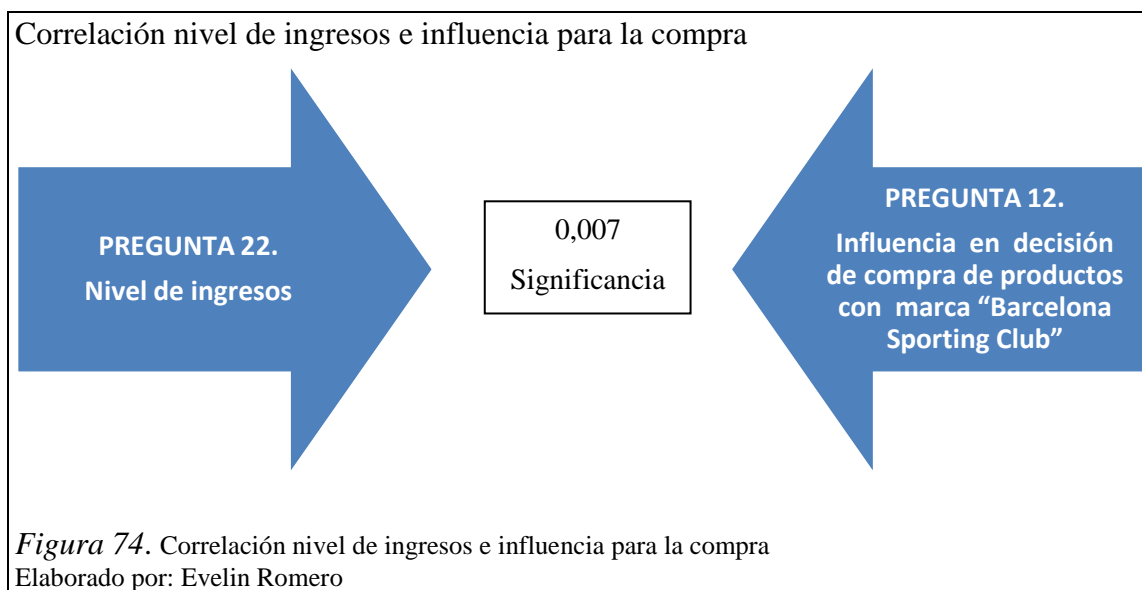 Correlación nivel de ingresos e influencia para la compra
PREGUNTA 22.
Nivel de ingresos
0,007
Significancia
PREGUNTA 12.
Influencia en decisión
de compra de productos
con marca “Barcelona
Sporting Club”
Figura 74. Correlación nivel de ingresos e influencia para la compra
Elaborado por: Evelin Romero